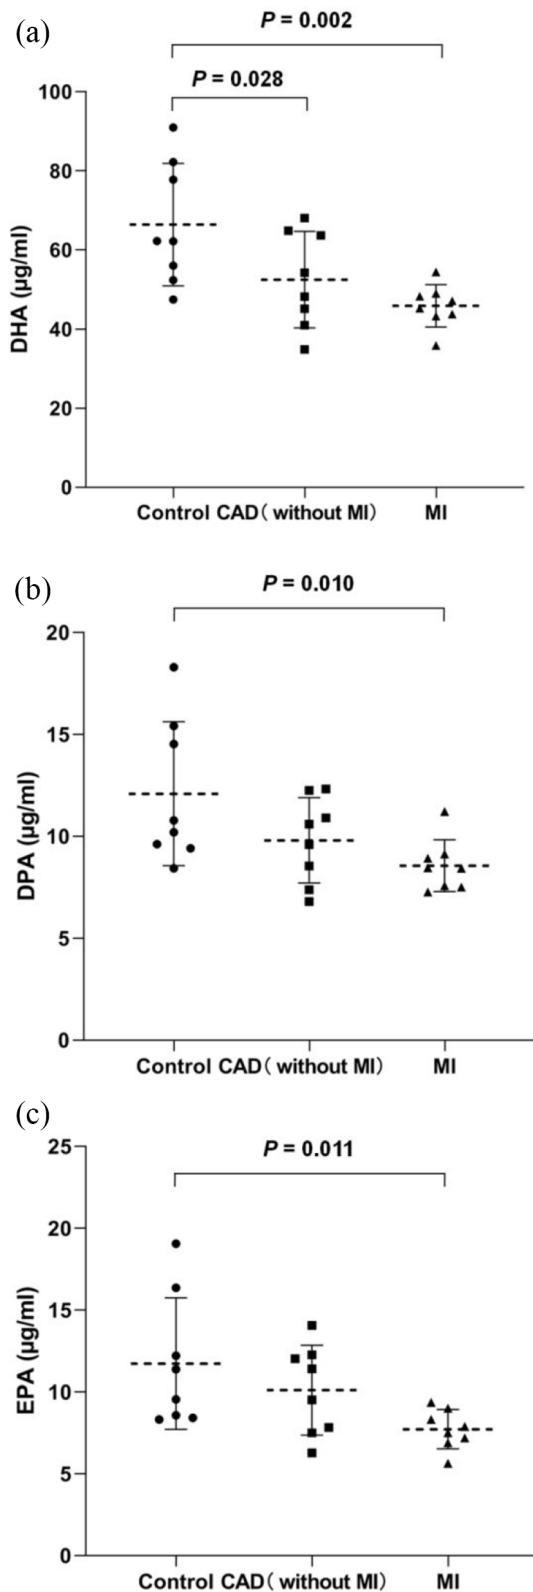 (a)
P = 0.002
P = 0.028
100
80
60
40
20
0
DHA (µg/ml)
Control CAD( without MI) MI
(b)
P = 0.010
20
15
10
5
0
DPA (µg/ml)
Control CAD( without MI) MI
(c)
P = 0.011
25
20
15
10
5
0
EPA (µg/ml)
Control CAD( without MI) MI